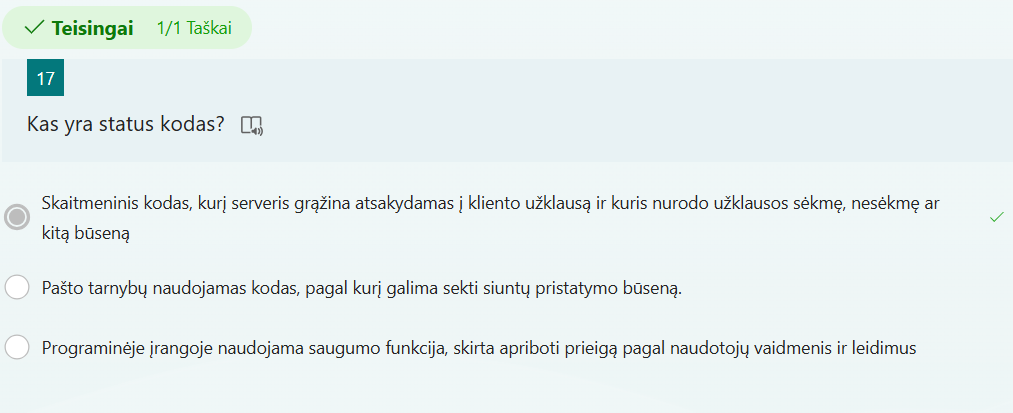 Teisingai 1/1 Taškai
17
Kas yra status kodas?
Skaitmeninis kodas, kurį serveris grąžina atsakydamas į kliento užklausą ir kuris nurodo užklausos sėkmę, nesėkmę ar
kitą būseną
Pašto tarnybų naudojamas kodas, pagal kurį galima sekti siuntų pristatymo būseną.
Programinėje įrangoje naudojama saugumo funkcija, skirta apriboti prieigą pagal naudotojų vaidmenis ir leidimus